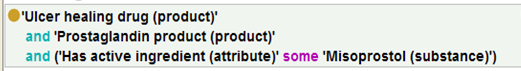 'Ulcer healing drug (product)'
and 'Prostaglandin product (product)'
and ('Has active ingredient (attribute)' some 'Misoprostol (substance)')